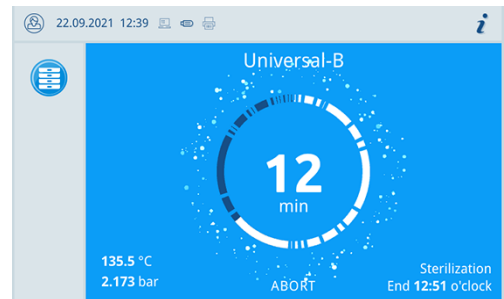 22.09.2021 12:39
i
Universal-B
12
min
135.5 °C
2.173 bar
ABORT
Sterilization
End 12:51 o'clock